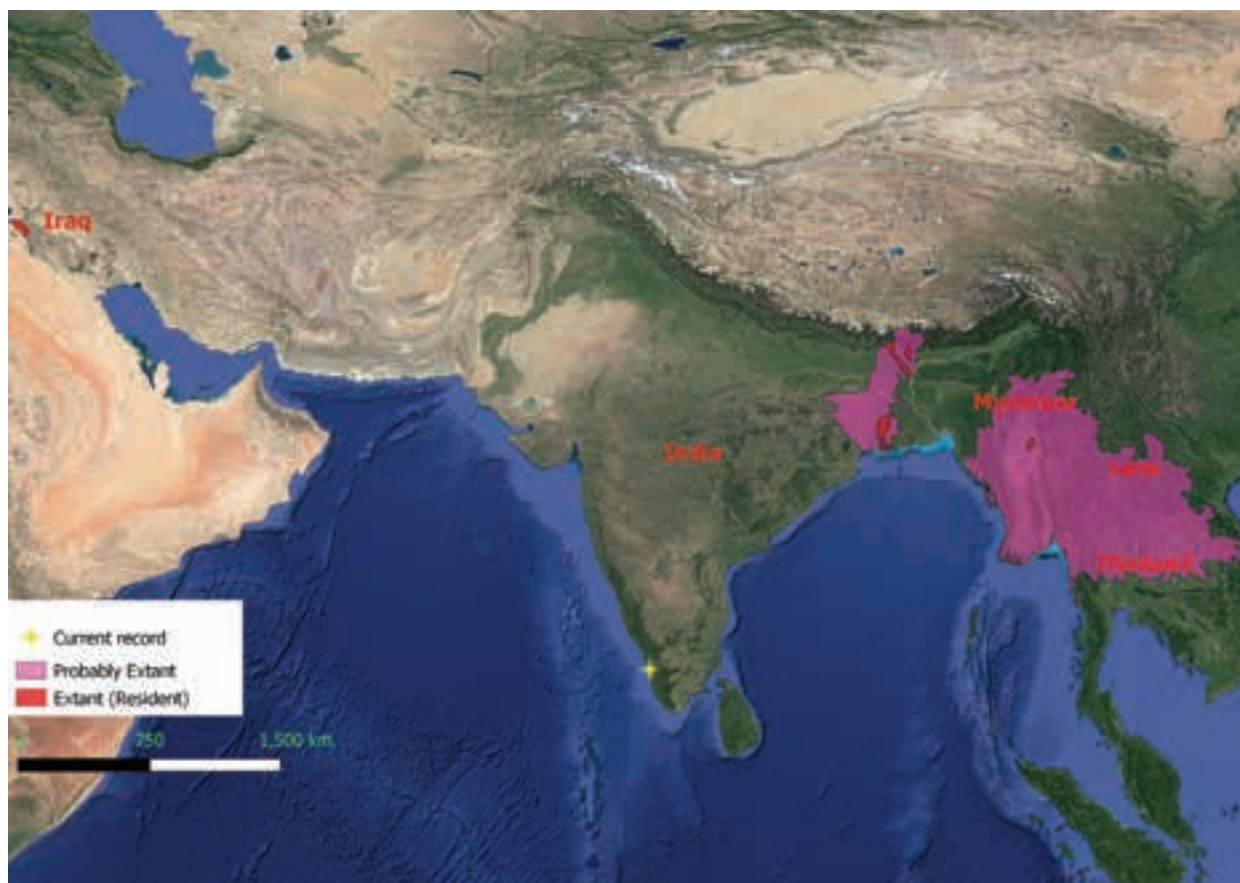 Iraq
Myanmar
India
Laos
Thailand
Current record
Probably Extant
Extant (Resident)
750
1,500 km